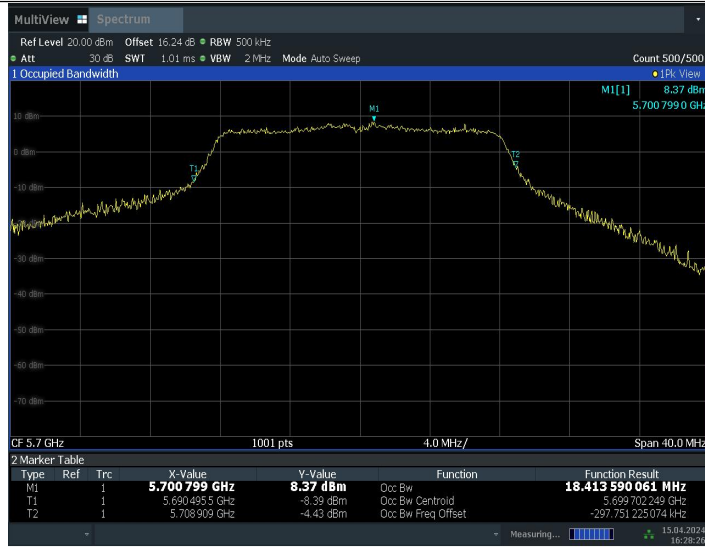 MultiView Spectrum
Ref Level 20.00 dBm Offset 16.24 dB RBW 500 kHz
Att 30 dB SWT 1.01 ms VBW 2 MHz Mode Auto Sweep Count 500/500
1 Occupied Bandwidth 1Pk View
M1[1] 8.37 dBm
5.700 799 0 GHz
M1
10 dBm
0 dBm
T1
T2
-10 dBm
-20 dBm
-30 dBm
-40 dBm
-50 dBm
-60 dBm
-70 dBm
CF 5.7 GHz 1001 pts 4.0 MHz/ Span 40.0 MHz
2 Marker Table
Type Ref Trc X-Value Y-Value Function Function Result
M1 1 5.700 799 GHz 8.37 dBm Occ Bw 18.413 590 061 MHz
T1 1 5.690 495 5 GHz -8.39 dBm Occ Bw Centroid 5.699 702 249 GHz
T2 1 5.708 909 GHz -4.43 dBm Occ Bw Freq Offset -297.751 225 074 kHz
Measuring... 15.04.2024
16:28:26